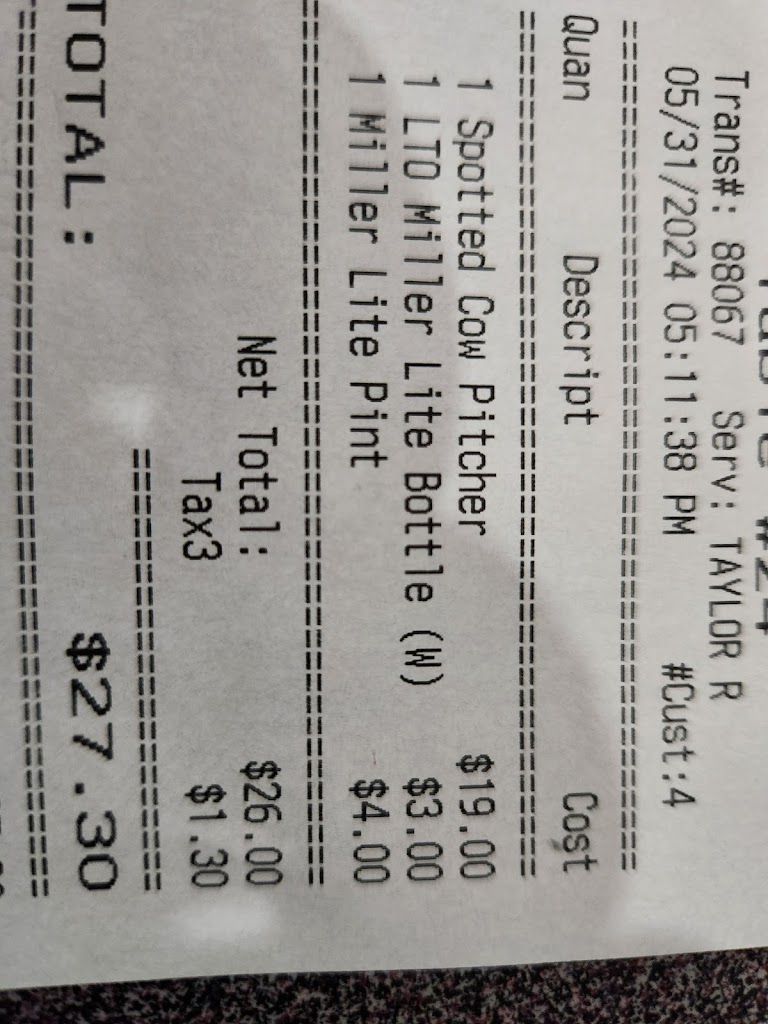 #24
Trans#: 88067 Serv: TAYLOR R
05/31/2024 05:11:38 PM #Cust:4
==========================================
Quan Descript Cost
==========================================
1 Spotted Cow Pitcher $19.00
1 LTO Miller Lite Bottle (W) $3.00
1 Miller Lite Pint $4.00
==========================================
Net Total: $26.00
Tax3 $1.30
=====================
TOTAL: $27.30
==========================================